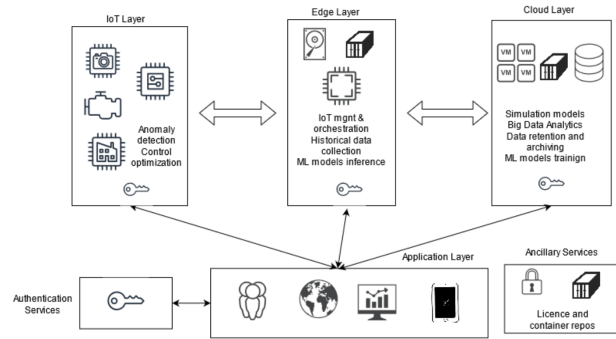 IoT Layer
Edge Layer
Cloud Layer
VM VM
VM VM
Anomaly
detection
Control
optimization
IoT mgnt &
orchestration
Historical data
collection
ML models inference
Simulation models
Big Data Analytics
Data retention and
archiving
ML models trainign
Application Layer
Ancillary Services
Authentication
Services
Licence and
container repos